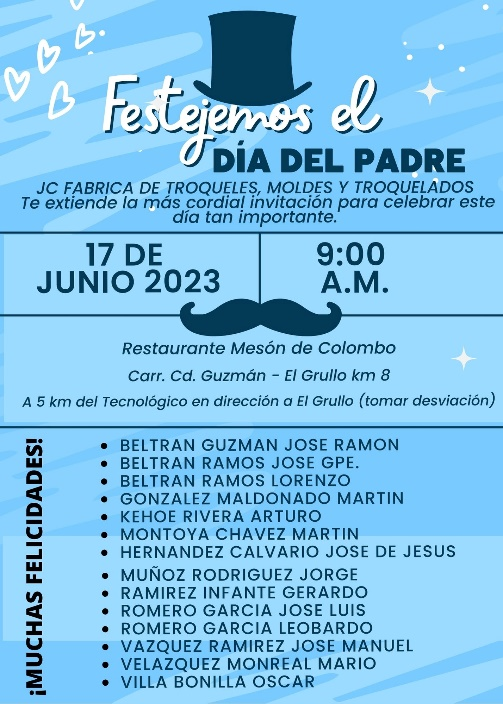 Festejemos el
DÍA DEL PADRE
JC FABRICA DE TROQUELES, MOLDES Y TROQUELADOS
Te extiende la más cordial invitación para celebrar este
día tan importante.
17 DE
JUNIO 2023
9:00
A.M.
Restaurante Mesón de Colombo
Carr. Cd. Guzmán - El Grullo km 8
A 5 km del Tecnológico en dirección a El Grullo (tomar desviación)
¡MUCHAS FELICIDADES!
• BELTRAN GUZMAN JOSE RAMON
• BELTRAN RAMOS JOSE GPE.
• BELTRAN RAMOS LORENZO
• GONZALEZ MALDONADO MARTIN
• KEHOE RIVERA ARTURO
• MONTOYA CHAVEZ MARTIN
• HERNANDEZ CALVARIO JOSE DE JESUS
• MUÑOZ RODRIGUEZ JORGE
• RAMIREZ INFANTE GERARDO
• ROMERO GARCIA JOSE LUIS
• ROMERO GARCIA LEOBARDO
• VAZQUEZ RAMIREZ JOSE MANUEL
• VELAZQUEZ MONREAL MARIO
• VILLA BONILLA OSCAR